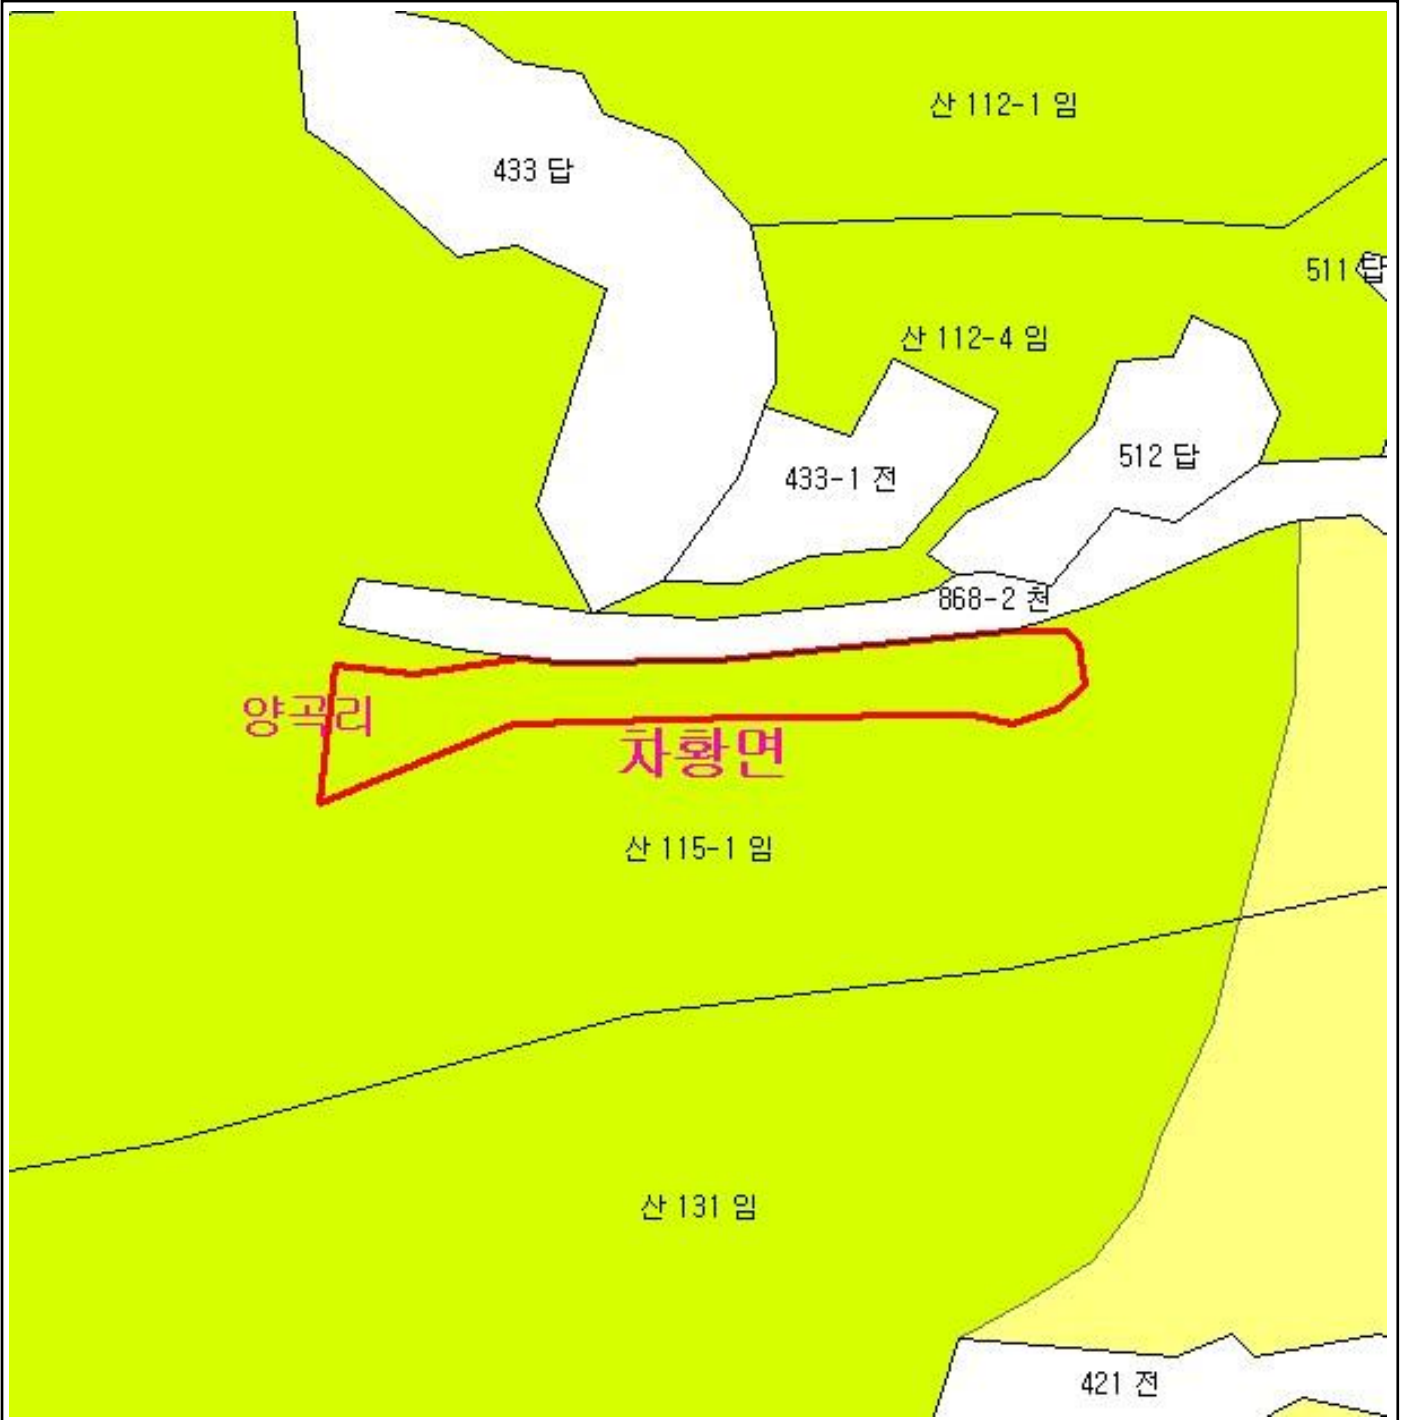 산 112-1 임
433 답
511 답
산 112-4 임
512 답
433-1 전
868-2 천
양곡리
차황면
산 115-1 임
산 131 임
421 전